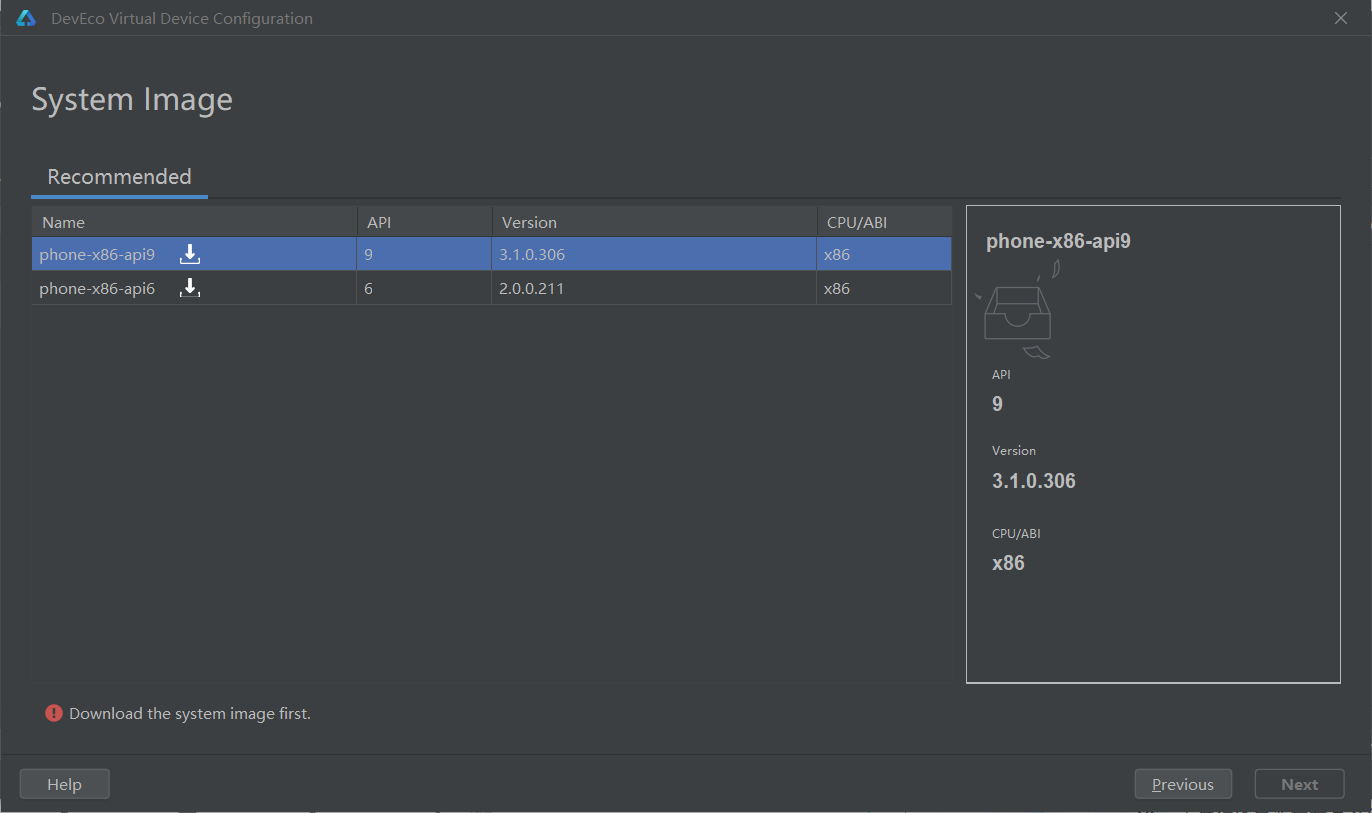 DevEco Virtual Device Configuration
System Image
Recommended
Name API Version CPU/ABI
phone-x86-api9 9 3.1.0.306 x86
phone-x86-api6 6 2.0.0.211 x86
phone-x86-api9
API
9
Version
3.1.0.306
CPU/ABI
x86
Download the system image first.
Help Previous Next